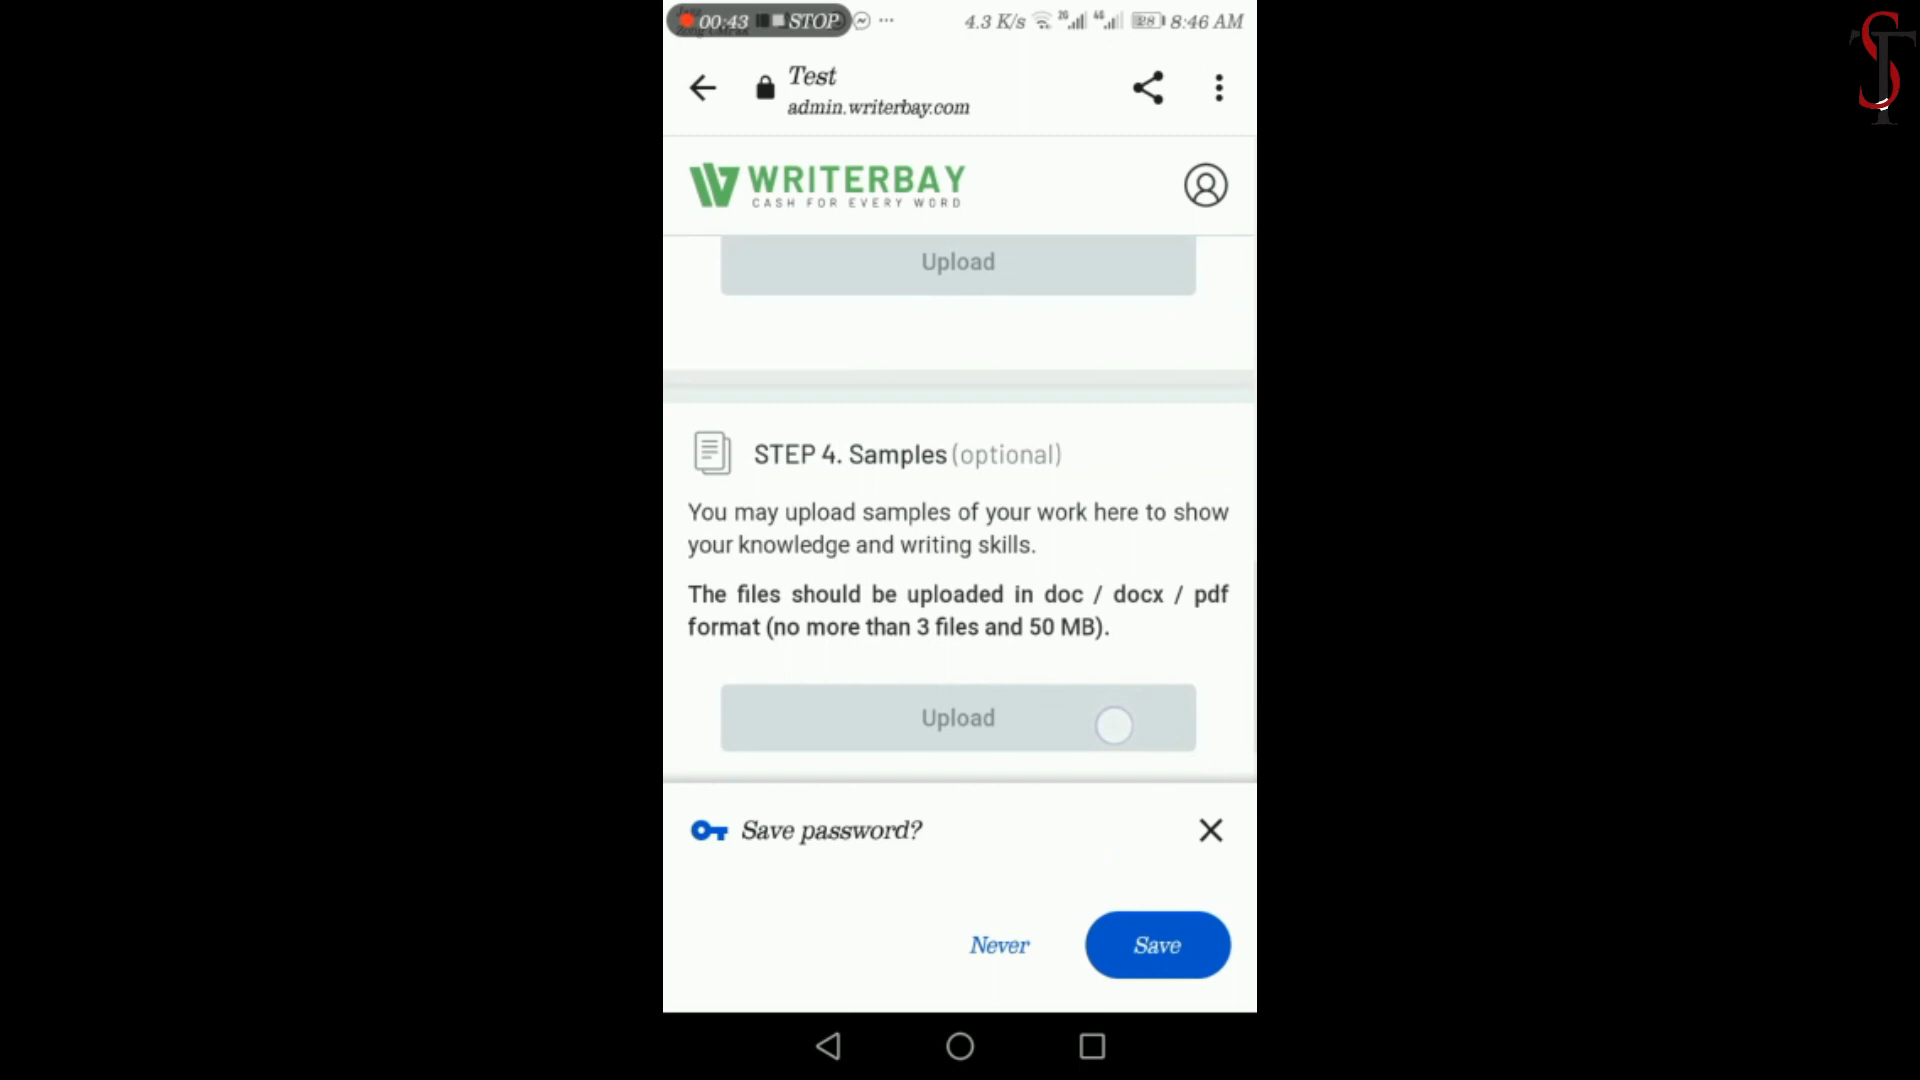 00:43 STOP ... 4.3 K/s 2G 4G 28 8:46 AM
Test
admin.writerbay.com
WRITERBAY
CASH FOR EVERY WORD
Upload
STEP 4. Samples (optional)
You may upload samples of your work here to show
your knowledge and writing skills.
The files should be uploaded in doc / docx / pdf
format (no more than 3 files and 50 MB).
Upload
Save password?
Never Save